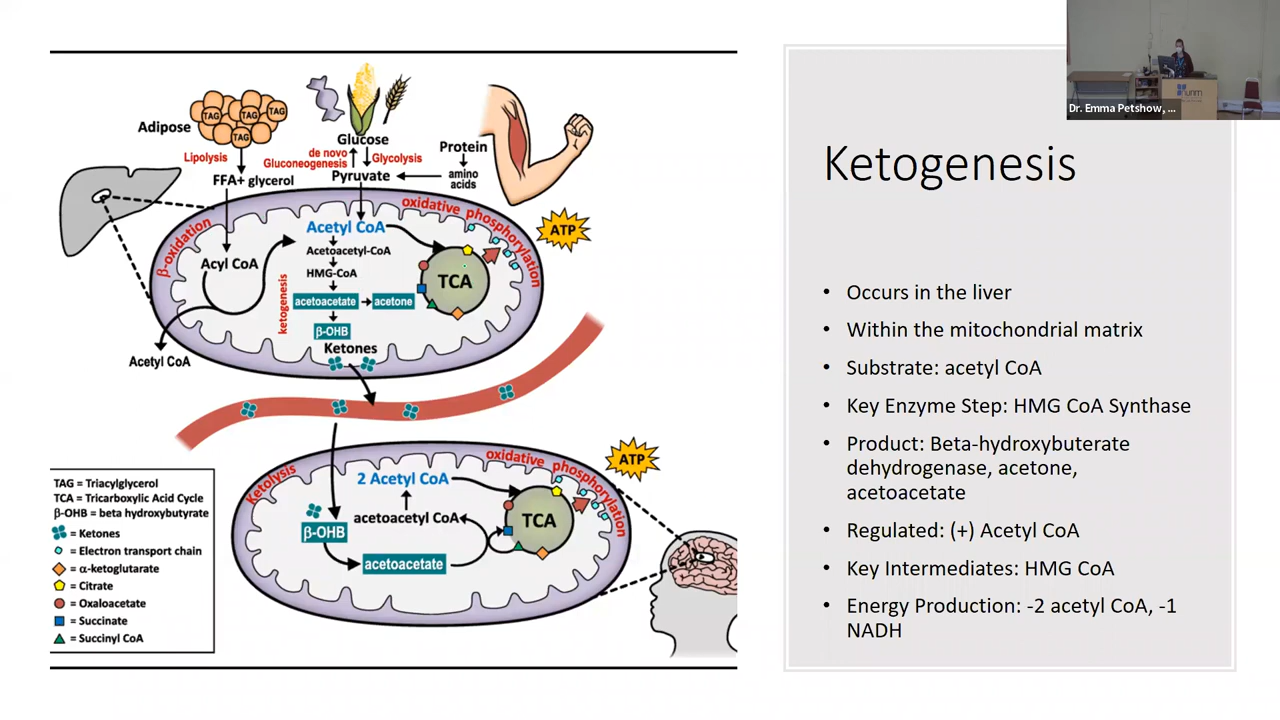 Dr. Emma Petshow, ...
Ketogenesis
• Occurs in the liver
• Within the mitochondrial matrix
• Substrate: acetyl CoA
• Key Enzyme Step: HMG CoA Synthase
• Product: Beta-hydroxybuterate
dehydrogenase, acetone,
acetoacetate
• Regulated: (+) Acetyl CoA
• Key Intermediates: HMG CoA
• Energy Production: -2 acetyl CoA, -1
NADH
Adipose
TAG
TAG
TAG
TAG
Lipolysis
FFA+ glycerol
Glucose
de novo
Gluconeogenesis
Glycolysis
Pyruvate
Protein
amino
acids
β-oxidation
oxidative phosphorylation
ATP
Acetyl CoA
Acyl CoA
Acetoacetyl-CoA
HMG-CoA
ketogenesis
acetoacetate
acetone
β-OHB
Ketones
TCA
Acetyl CoA
Ketolysis
oxidative phosphorylation
ATP
2 Acetyl CoA
acetoacetyl CoA
β-OHB
acetoacetate
TCA
TAG = Triacylglycerol
TCA = Tricarboxylic Acid Cycle
β-OHB = beta hydroxybutyrate
= Ketones
= Electron transport chain
= α-ketoglutarate
= Citrate
= Oxaloacetate
= Succinate
= Succinyl CoA